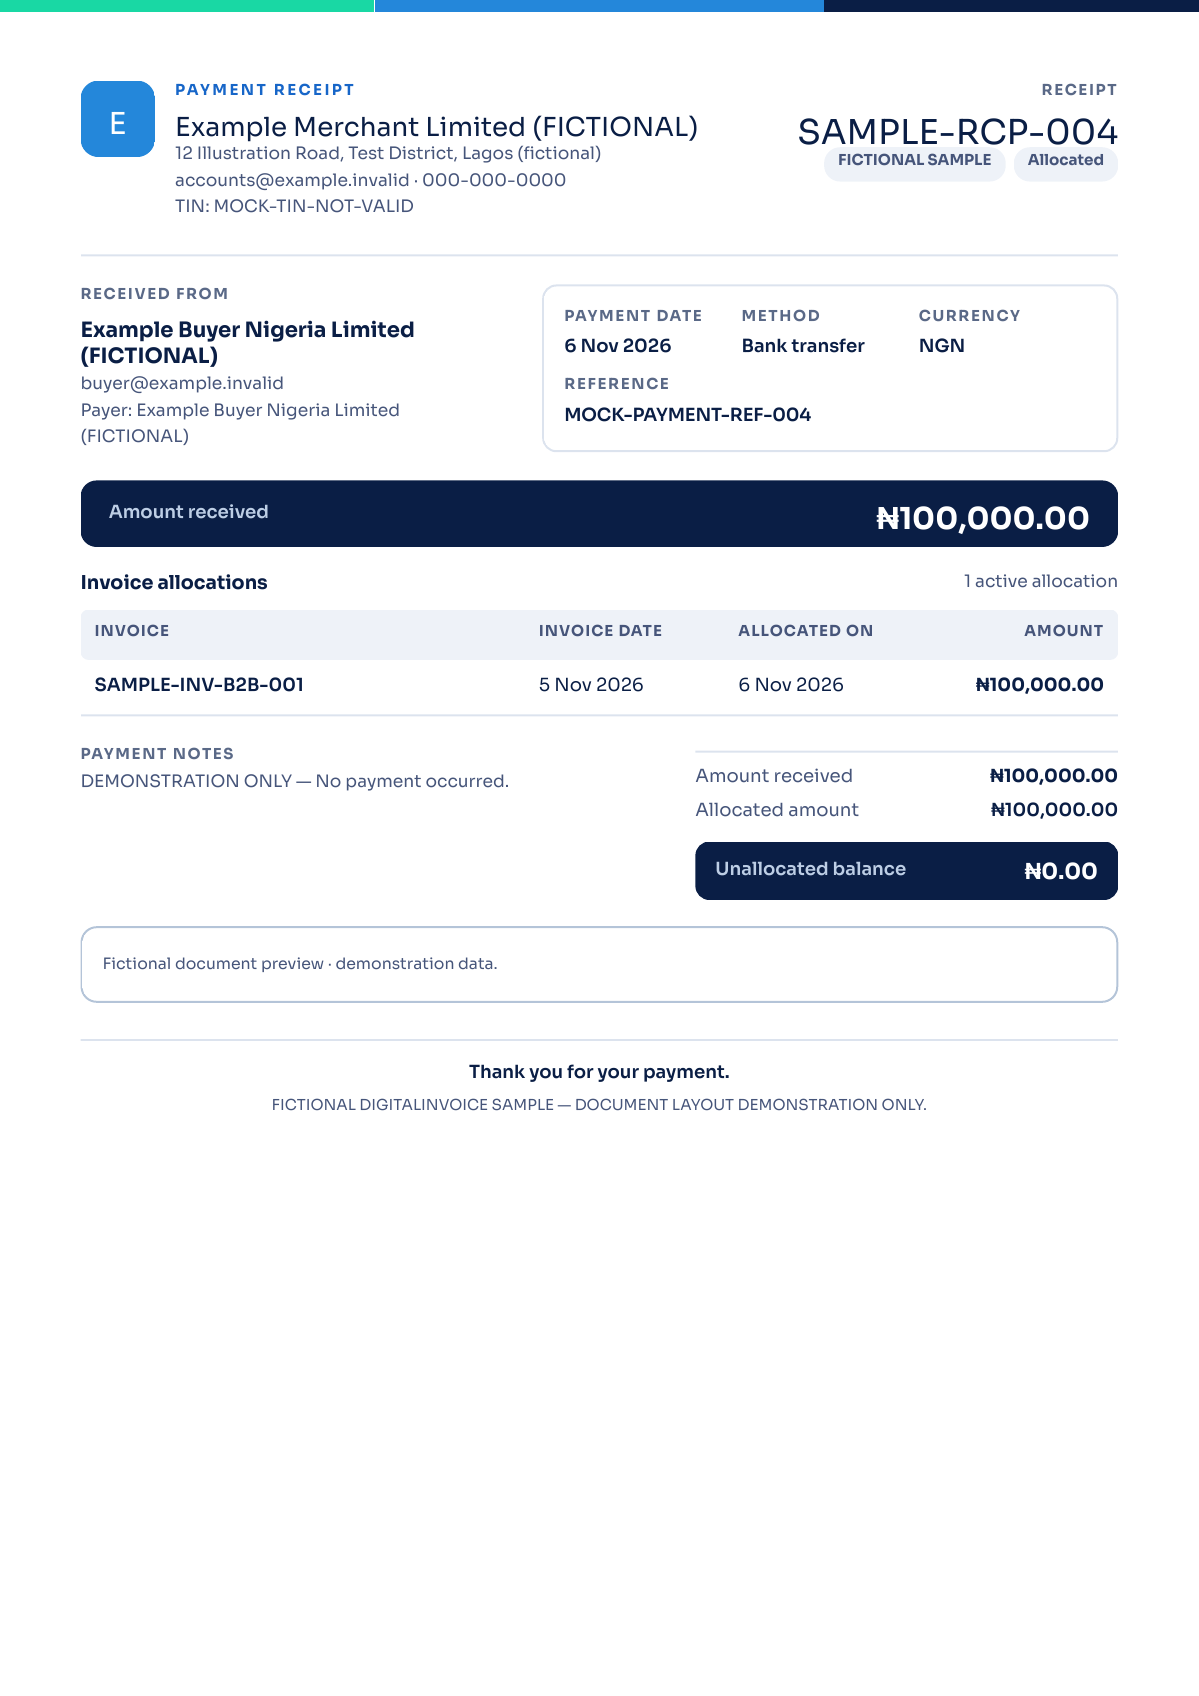 E
PAYMENT RECEIPT
Example Merchant Limited (FICTIONAL)
12 Illustration Road, Test District, Lagos (fictional)
accounts@example.invalid · 000-000-0000
TIN: MOCK-TIN-NOT-VALID
RECEIPT
SAMPLE-RCP-004
FICTIONAL SAMPLE Allocated
RECEIVED FROM
Example Buyer Nigeria Limited
(FICTIONAL)
buyer@example.invalid
Payer: Example Buyer Nigeria Limited
(FICTIONAL)
PAYMENT DATE METHOD CURRENCY
6 Nov 2026 Bank transfer NGN
REFERENCE
MOCK-PAYMENT-REF-004
Amount received ₦100,000.00
Invoice allocations 1 active allocation
INVOICE INVOICE DATE ALLOCATED ON AMOUNT
SAMPLE-INV-B2B-001 5 Nov 2026 6 Nov 2026 ₦100,000.00
PAYMENT NOTES
DEMONSTRATION ONLY — No payment occurred.
Amount received ₦100,000.00
Allocated amount ₦100,000.00
Unallocated balance ₦0.00
Fictional document preview · demonstration data.
Thank you for your payment.
FICTIONAL DIGITALINVOICE SAMPLE — DOCUMENT LAYOUT DEMONSTRATION ONLY.